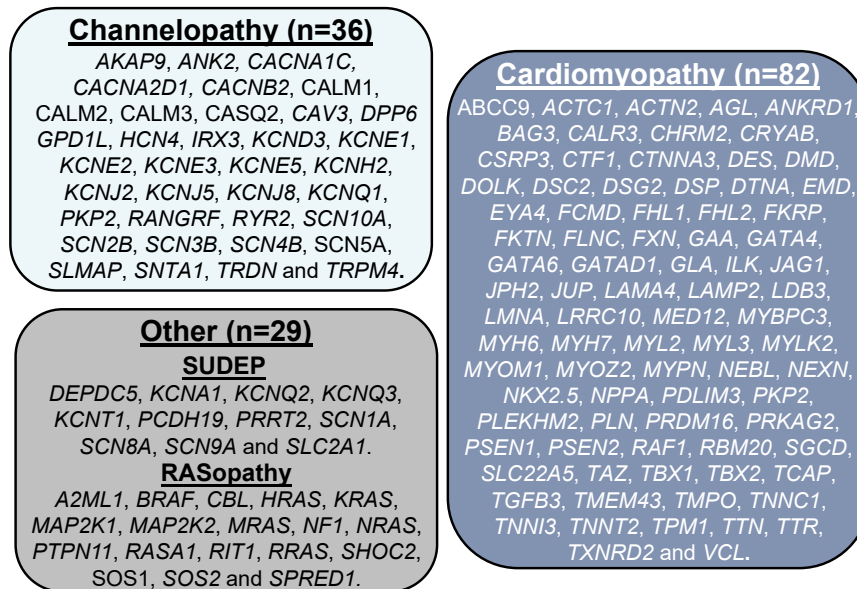 Channelopathy (n=36)
AKAP9, ANK2, CACNA1C,
CACNA2D1, CACNB2, CALM1,
CALM2, CALM3, CASQ2, CAV3, DPP6
GPD1L, HCN4, IRX3, KCND3, KCNE1,
KCNE2, KCNE3, KCNE5, KCNH2,
KCNJ2, KCNJ5, KCNJ8, KCNQ1,
PKP2, RANGRF, RYR2, SCN10A,
SCN2B, SCN3B, SCN4B, SCN5A,
SLMAP, SNTA1, TRDN and TRPM4.
Other (n=29)
SUDEP
DEPDC5, KCNA1, KCNQ2, KCNQ3,
KCNT1, PCDH19, PRRT2, SCN1A,
SCN8A, SCN9A and SLC2A1.
RASopathy
A2ML1, BRAF, CBL, HRAS, KRAS,
MAP2K1, MAP2K2, MRAS, NF1, NRAS,
PTPN11, RASA1, RIT1, RRAS, SHOC2,
SOS1, SOS2 and SPRED1.
Cardiomyopathy (n=82)
ABCC9, ACTC1, ACTN2, AGL, ANKRD1,
BAG3, CALR3, CHRM2, CRYAB,
CSRP3, CTF1, CTNNA3, DES, DMD,
DOLK, DSC2, DSG2, DSP, DTNA, EMD,
EYA4, FCMD, FHL1, FHL2, FKRP,
FKTN, FLNC, FXN, GAA, GATA4,
GATA6, GATAD1, GLA, ILK, JAG1,
JPH2, JUP, LAMA4, LAMP2, LDB3,
LMNA, LRRC10, MED12, MYBPC3,
MYH6, MYH7, MYL2, MYL3, MYLK2,
MYOM1, MYOZ2, MYPN, NEBL, NEXN,
NKX2.5, NPPA, PDLIM3, PKP2,
PLEKHM2, PLN, PRDM16, PRKAG2,
PSEN1, PSEN2, RAF1, RBM20, SGCD,
SLC22A5, TAZ, TBX1, TBX2, TCAP,
TGFB3, TMEM43, TMPO, TNNC1,
TNNI3, TNNT2, TPM1, TTN, TTR,
TXNRD2 and VCL.